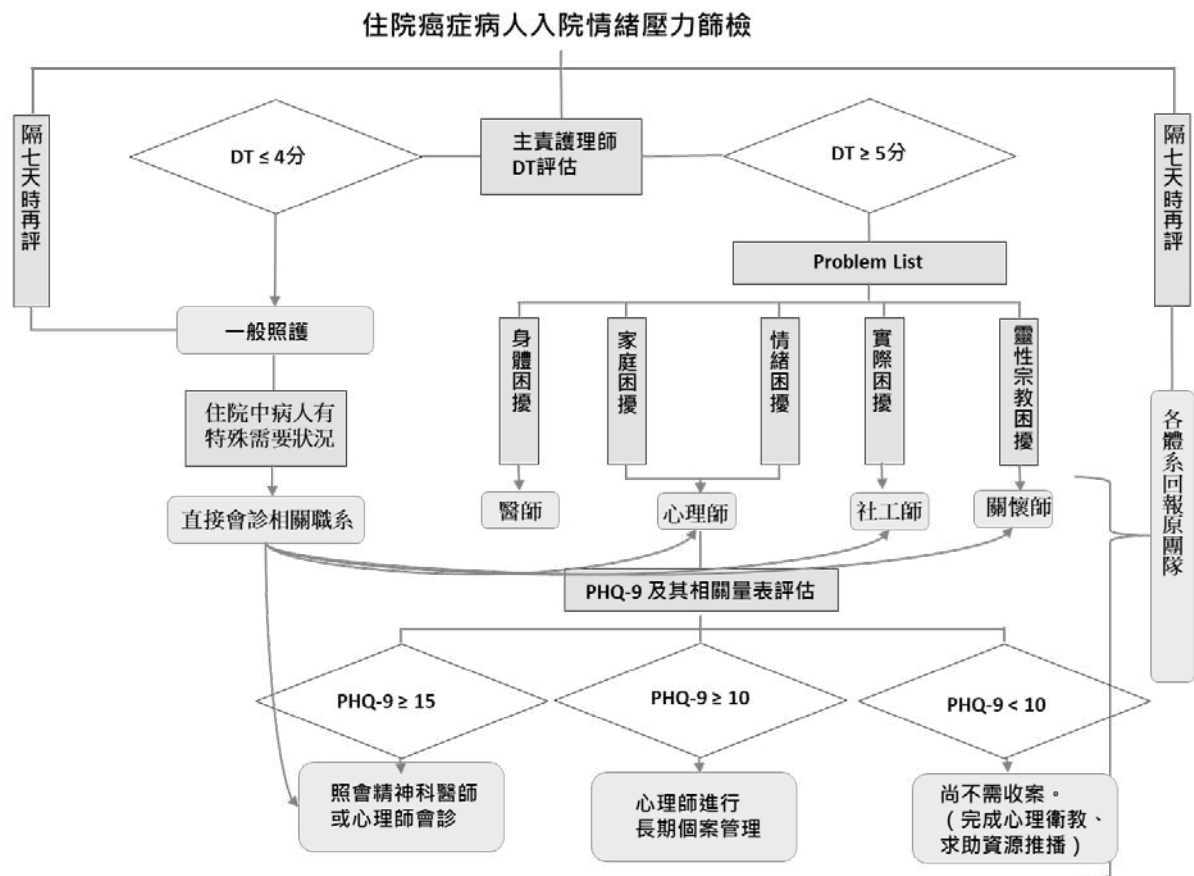 住院癌症病人入院情緒壓力篩檢
隔七天時再評
DT ≤ 4分
主責護理師
DT評估
DT ≥ 5分
隔七天時再評
Problem List
一般照護
身體困擾
家庭困擾
情緒困擾
實際困擾
靈性宗教困擾
住院中病人有
特殊需要狀況
各體系回報原團隊
直接會診相關職系
醫師
心理師
社工師
關懷師
PHQ-9 及其相關量表評估
PHQ-9 ≥ 15
PHQ-9 ≥ 10
PHQ-9 < 10
照會精神科醫師
或心理師會診
心理師進行
長期個案管理
尚不需收案。
（完成心理衛教、
求助資源推播）